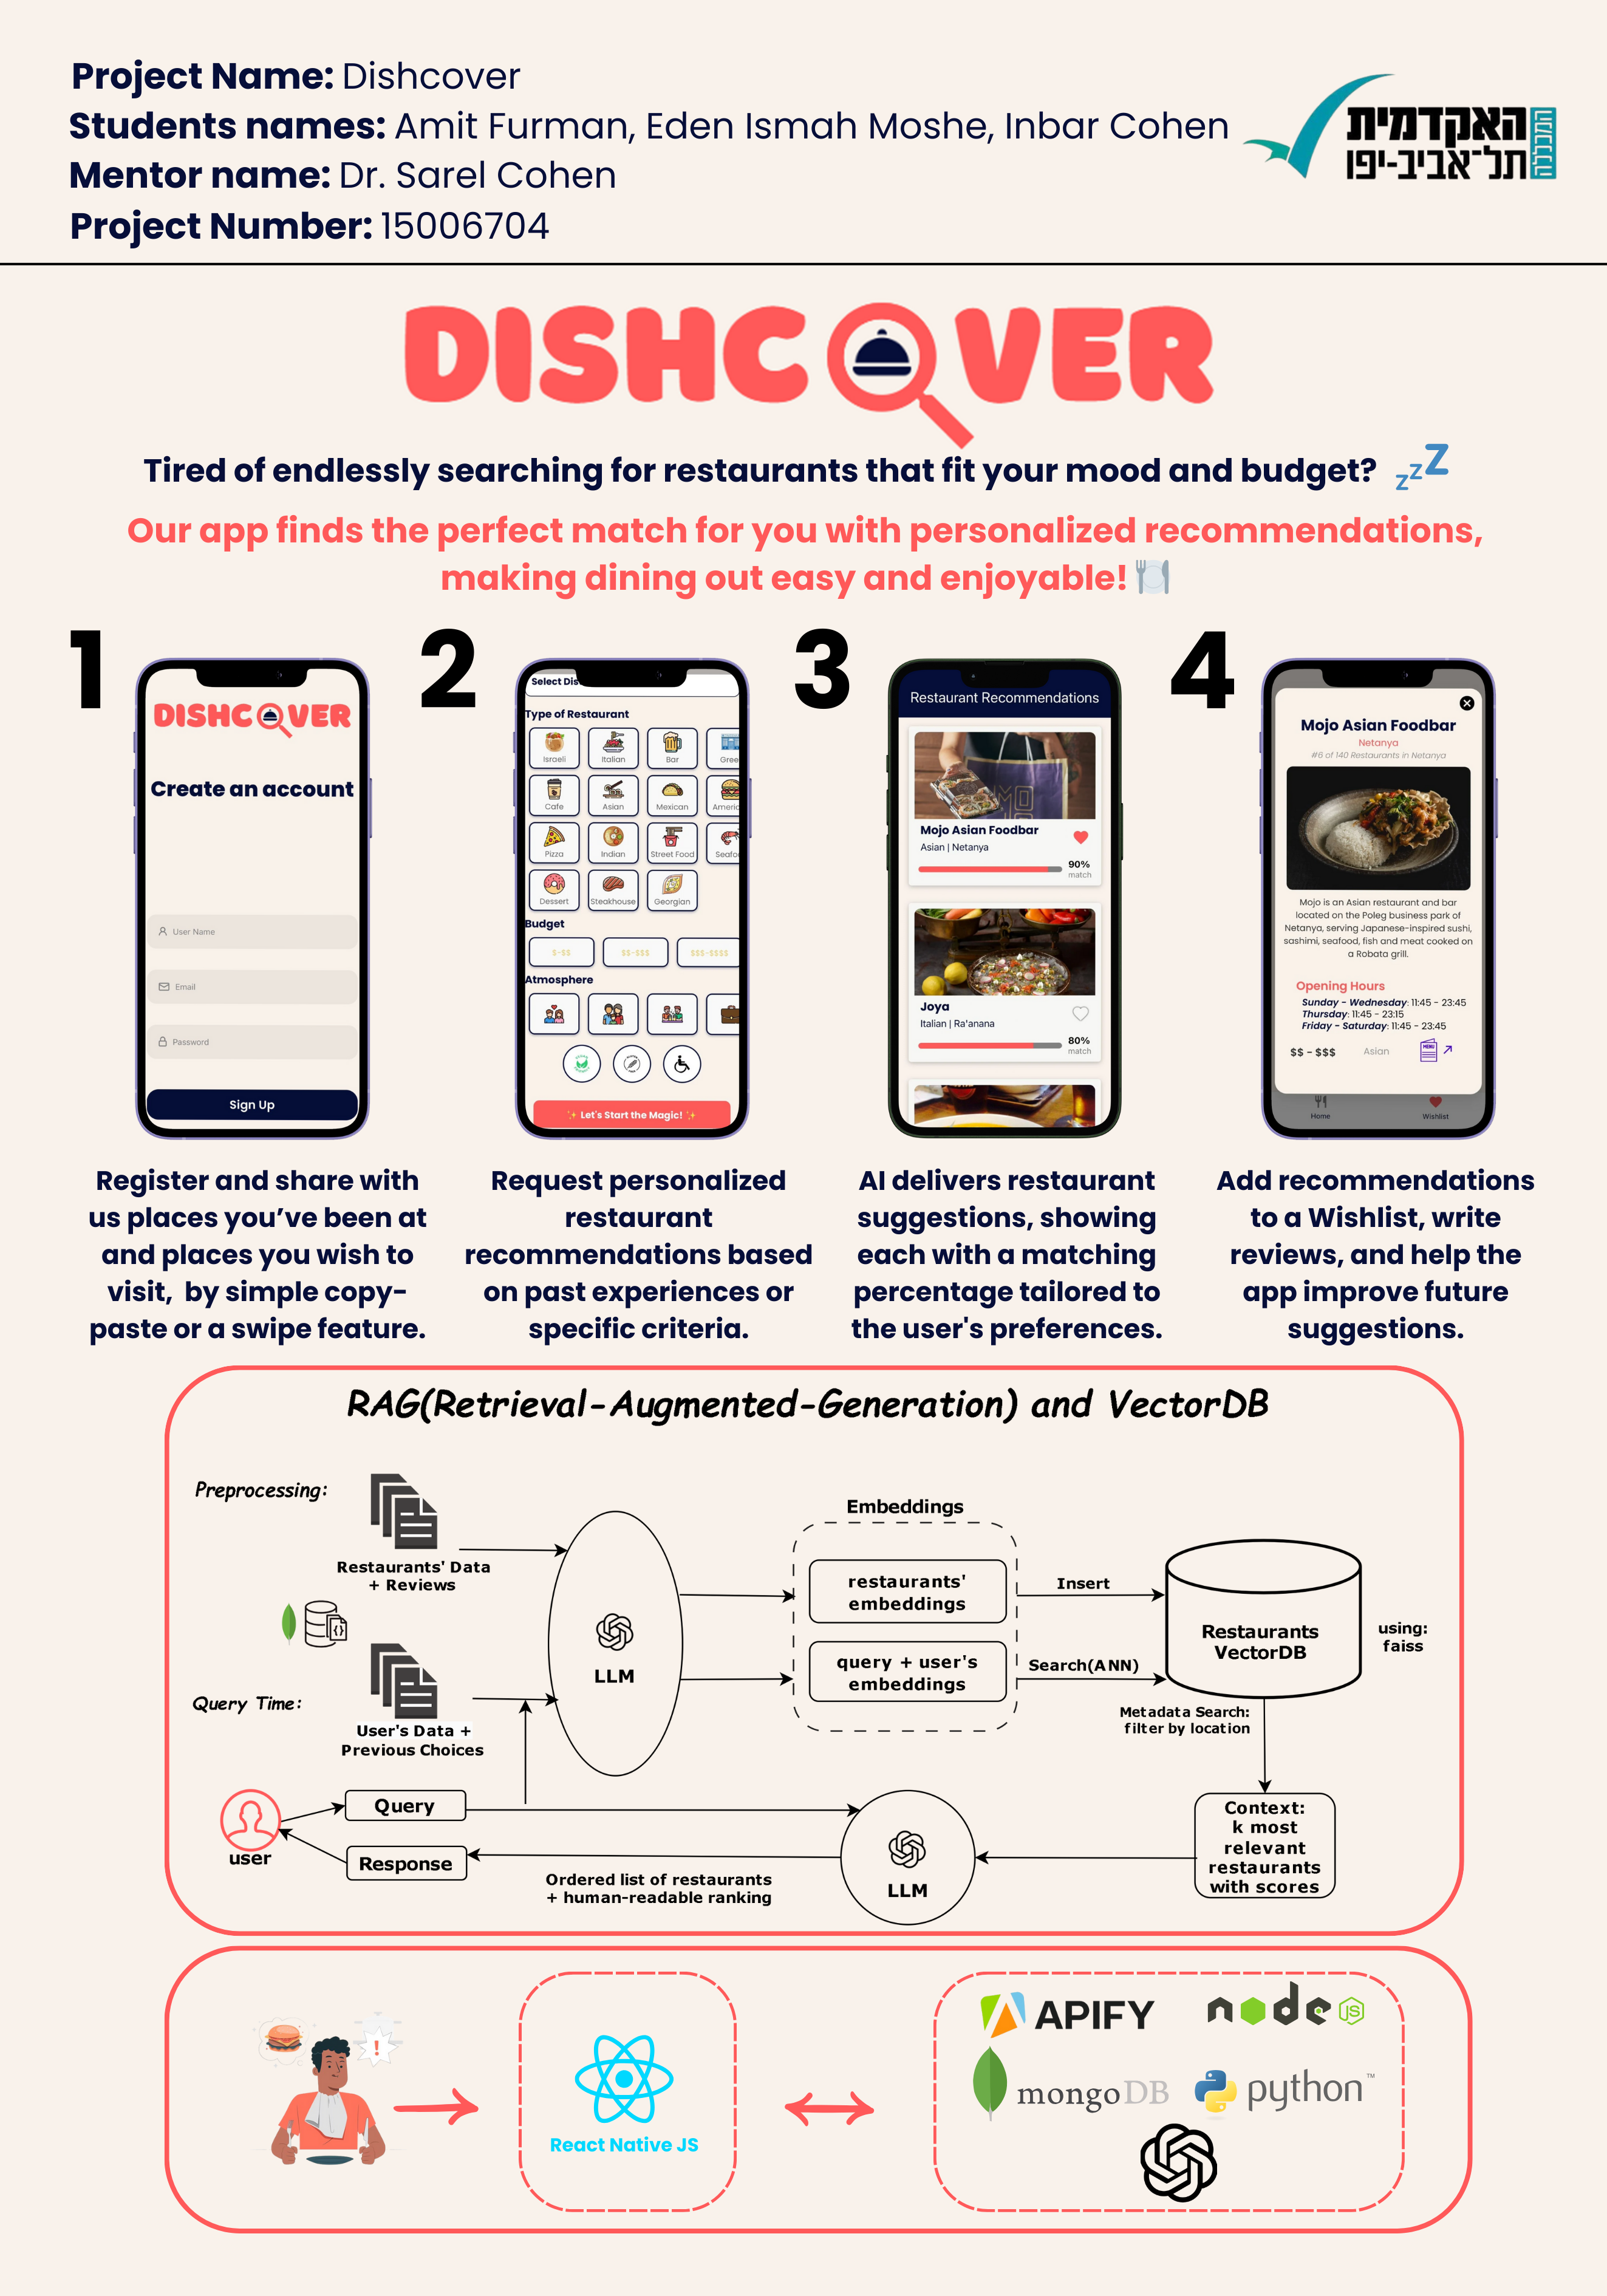 Project Name: Dishcover
Students names: Amit Furman, Eden Ismah Moshe, Inbar Cohen
Mentor name: Dr. Sarel Cohen
Project Number: 15006704
האקדמית
תל־אביב-יפו
המכללה
DISHCOVER
Tired of endlessly searching for restaurants that fit your mood and budget? zzZ
Our app finds the perfect match for you with personalized recommendations,
making dining out easy and enjoyable!
1
DISHCOVER
Create an account
User Name
Email
Password
Sign Up
2
Select Dis
Type of Restaurant
Israeli Italian Bar Gree
Cafe Asian Mexican Americ
Pizza Indian Street Food Seafo
Dessert Steakhouse Georgian
Budget
$-$$ $$-$$$ $$$-$$$$
Atmosphere
✨ Let's Start the Magic! ✨
3
Restaurant Recommendations
Mojo Asian Foodbar
Asian | Netanya
90%
match
Joya
Italian | Ra'anana
80%
match
4
Mojo Asian Foodbar
Netanya
#6 of 140 Restaurants in Netanya
Mojo is an Asian restaurant and bar
located on the Poleg business park of
Netanya, serving Japanese-inspired sushi,
sashimi, seafood, fish and meat cooked on
a Robata grill.
Opening Hours
Sunday - Wednesday: 11:45 - 23:45
Thursday: 11:45 - 23:15
Friday - Saturday: 11:45 - 23:45
$$ - $$$ Asian MENU
Home Wishlist
Register and share with
us places you've been at
and places you wish to
visit, by simple copy-
paste or a swipe feature.
Request personalized
restaurant
recommendations based
on past experiences or
specific criteria.
AI delivers restaurant
suggestions, showing
each with a matching
percentage tailored to
the user's preferences.
Add recommendations
to a Wishlist, write
reviews, and help the
app improve future
suggestions.
RAG(Retrieval-Augmented-Generation) and VectorDB
Preprocessing:
Restaurants' Data
+ Reviews
Query Time:
User's Data +
Previous Choices
LLM
Embeddings
restaurants'
embeddings
query + user's
embeddings
Insert
Search(ANN)
Restaurants
VectorDB
using:
faiss
Metadata Search:
filter by location
Context:
k most
relevant
restaurants
with scores
user
Query
Response
Ordered list of restaurants
+ human-readable ranking
LLM
!
React Native JS
APIFY
node JS
mongoDB
python™